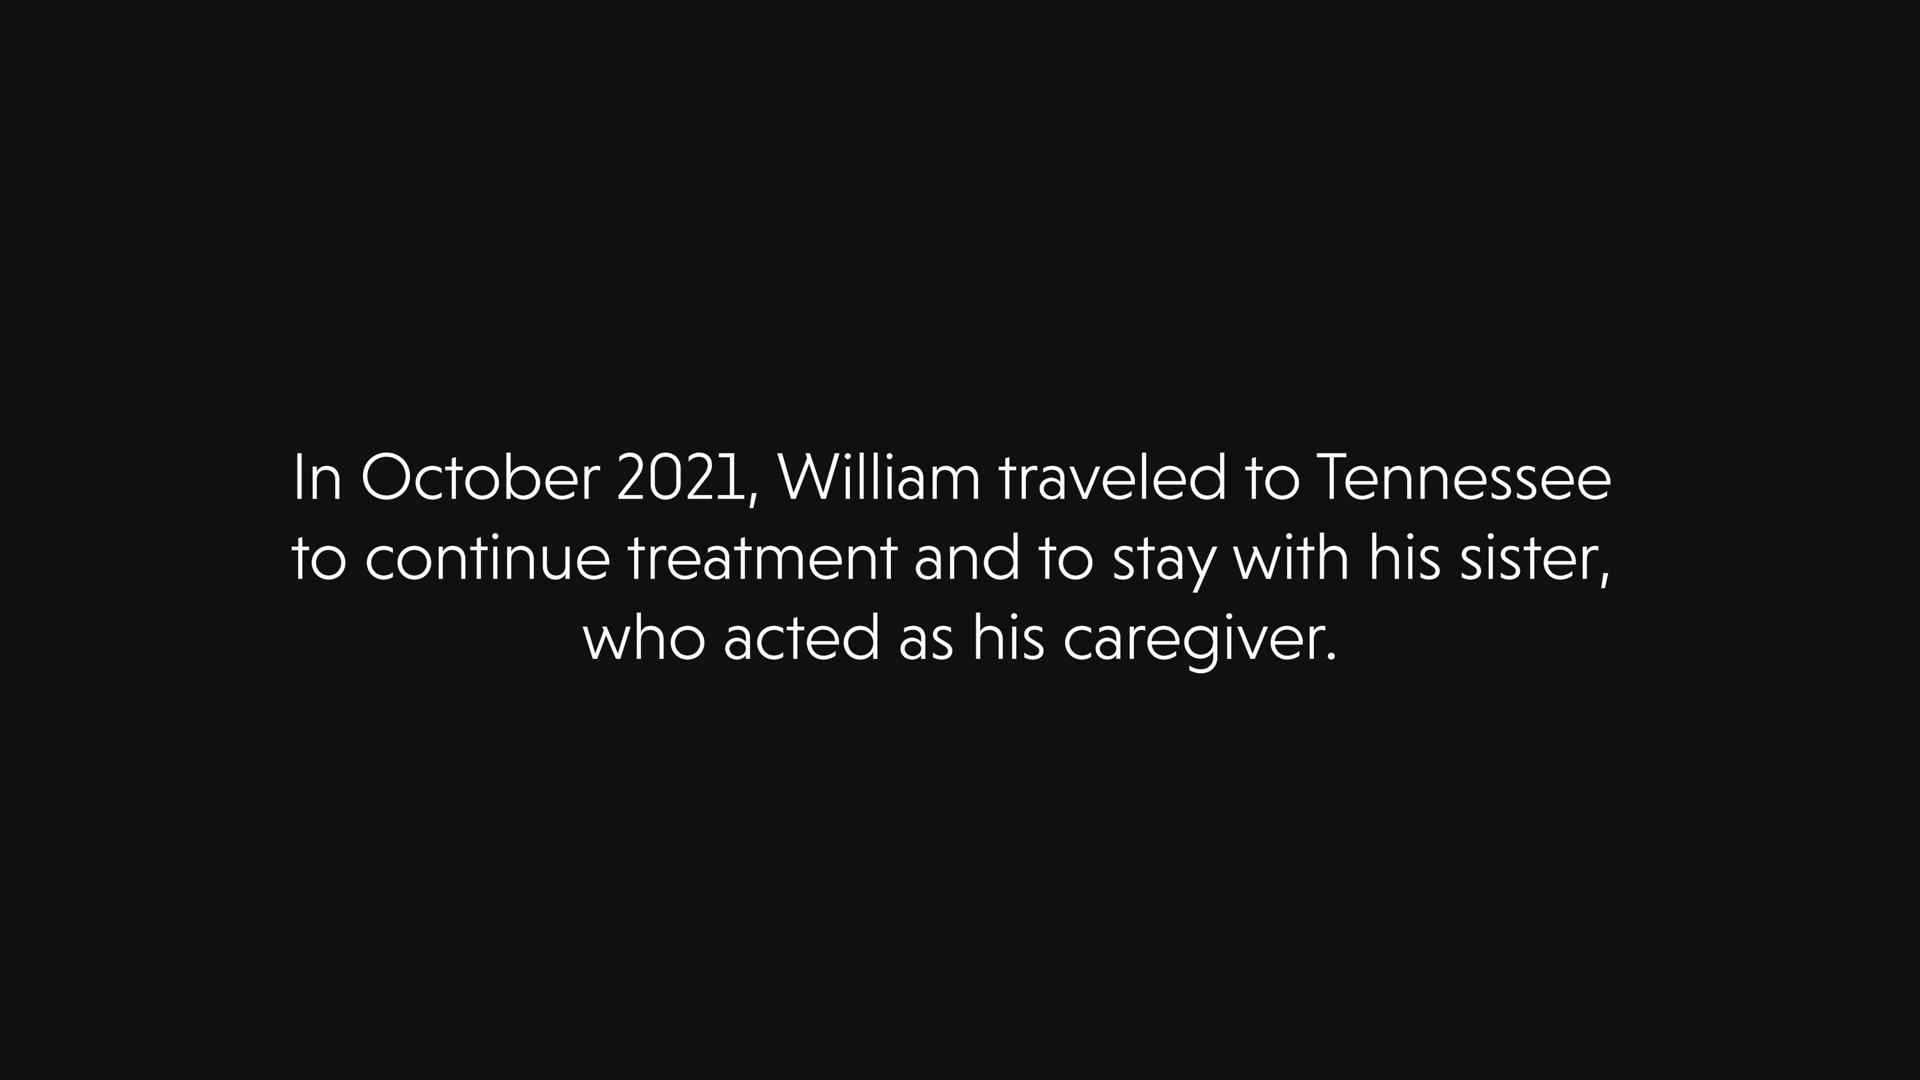 In October 2021, William traveled to Tennessee
to continue treatment and to stay with his sister,
who acted as his caregiver.